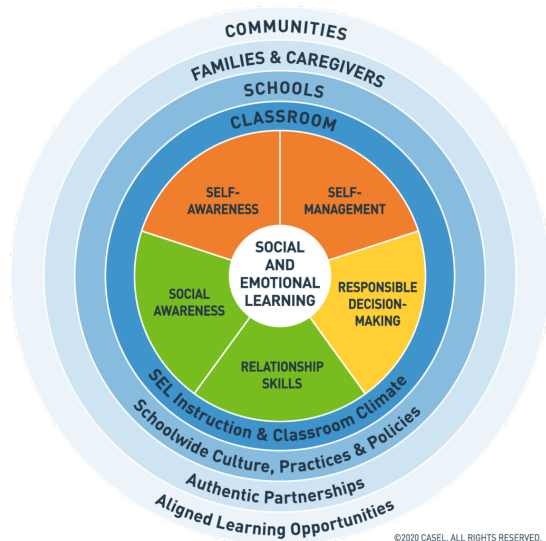 COMMUNITIES
FAMILIES & CAREGIVERS
SCHOOLS
CLASSROOM
SELF-
AWARENESS
SELF-
MANAGEMENT
SOCIAL
AND
EMOTIONAL
LEARNING
SOCIAL
AWARENESS
RESPONSIBLE
DECISION-
MAKING
RELATIONSHIP
SKILLS
SEL Instruction & Classroom Climate
Schoolwide Culture, Practices & Policies
Authentic Partnerships
Aligned Learning Opportunities
©2020 CASEL. ALL RIGHTS RESERVED.